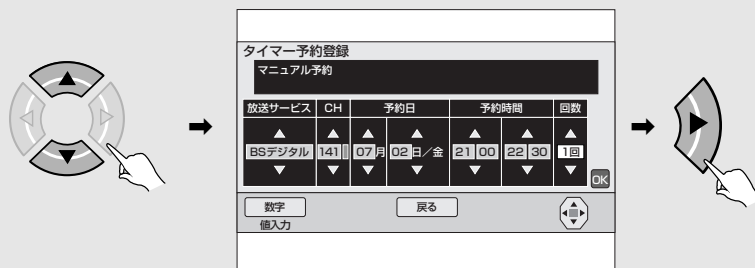 タイマー予約登録
マニュアル予約
放送サービス CH 予約日 予約時間 回数
BSデジタル 141 07月 02日／金 21 00 22 30 1回
OK
数字 戻る
値入力